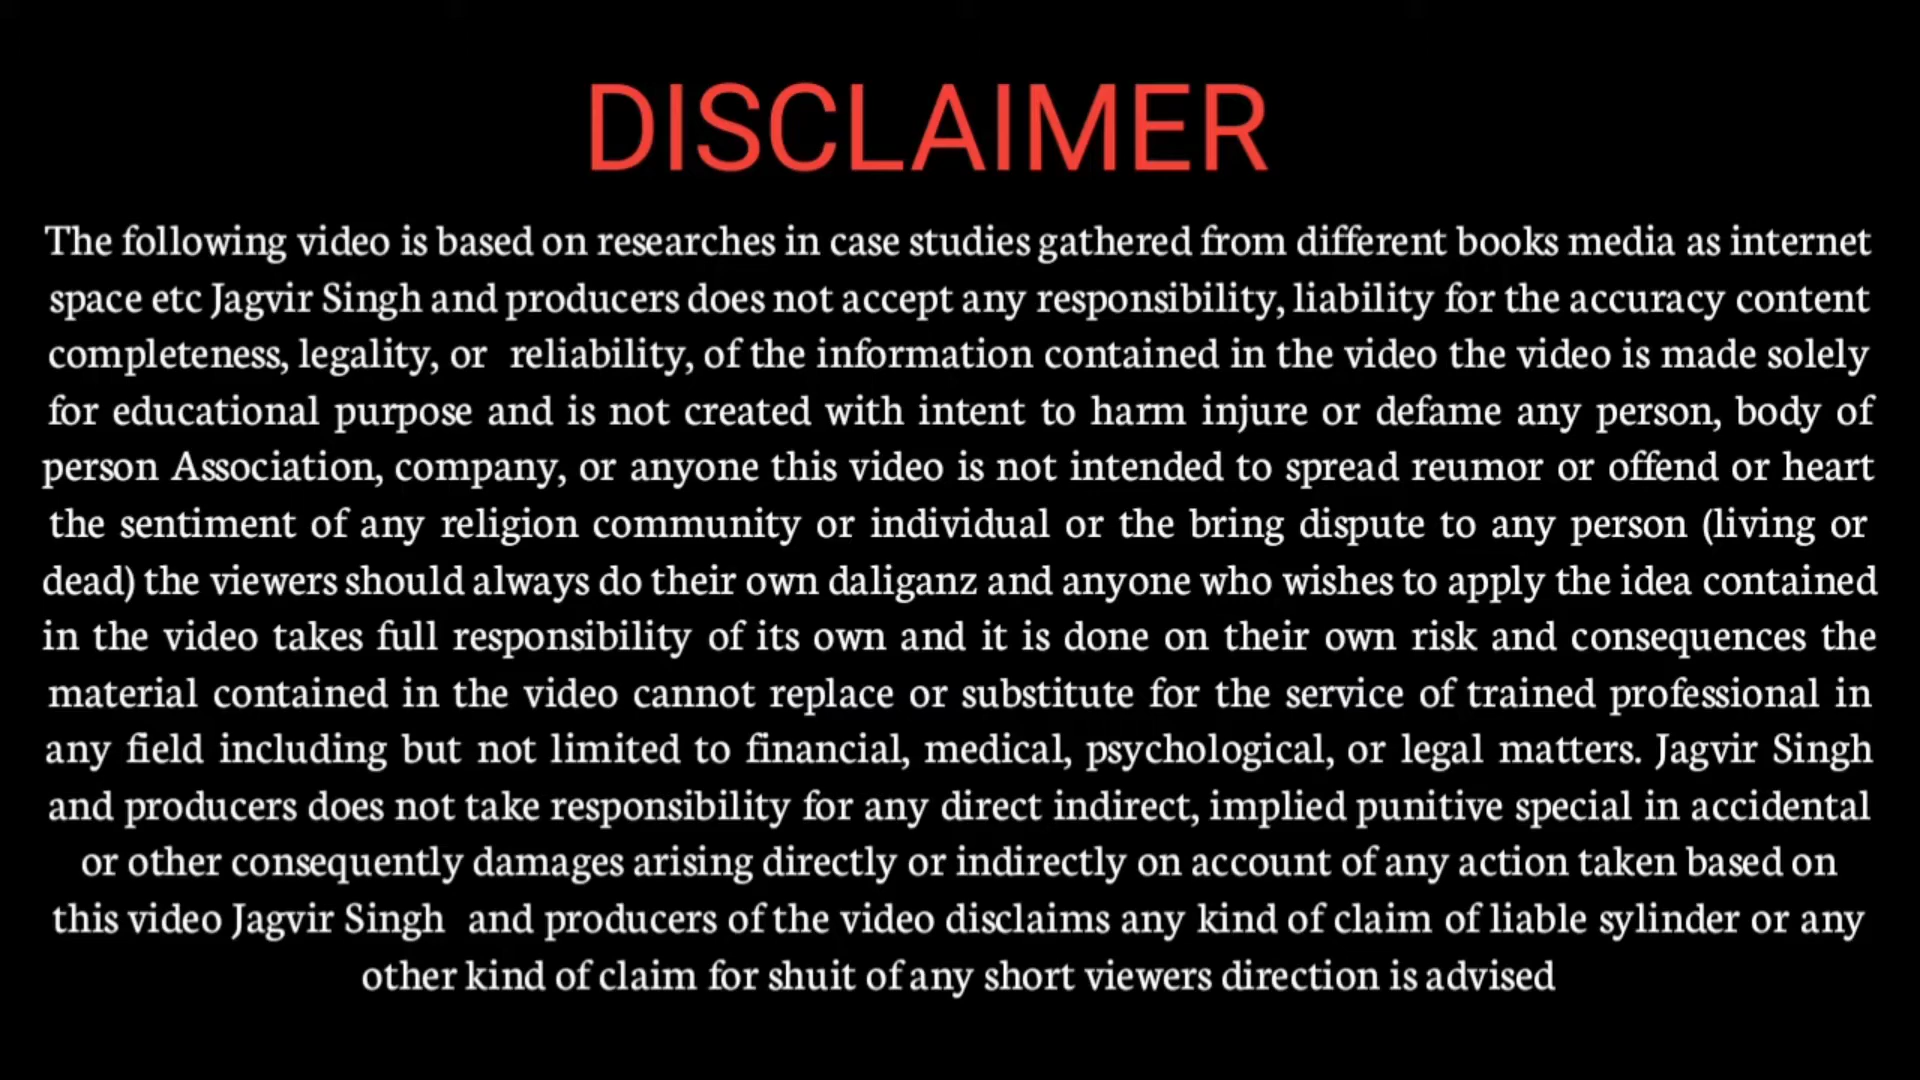 DISCLAIMER
The following video is based on researches in case studies gathered from different books media as internet
space etc Jagvir Singh and producers does not accept any responsibility, liability for the accuracy content
completeness, legality, or reliability, of the information contained in the video the video is made solely
for educational purpose and is not created with intent to harm injure or defame any person, body of
person Association, company, or anyone this video is not intended to spread reumor or offend or heart
the sentiment of any religion community or individual or the bring dispute to any person (living or
dead) the viewers should always do their own daliganz and anyone who wishes to apply the idea contained
in the video takes full responsibility of its own and it is done on their own risk and consequences the
material contained in the video cannot replace or substitute for the service of trained professional in
any field including but not limited to financial, medical, psychological, or legal matters. Jagvir Singh
and producers does not take responsibility for any direct indirect, implied punitive special in accidental
or other consequently damages arising directly or indirectly on account of any action taken based on
this video Jagvir Singh and producers of the video disclaims any kind of claim of liable sylinder or any
other kind of claim for shuit of any short viewers direction is advised